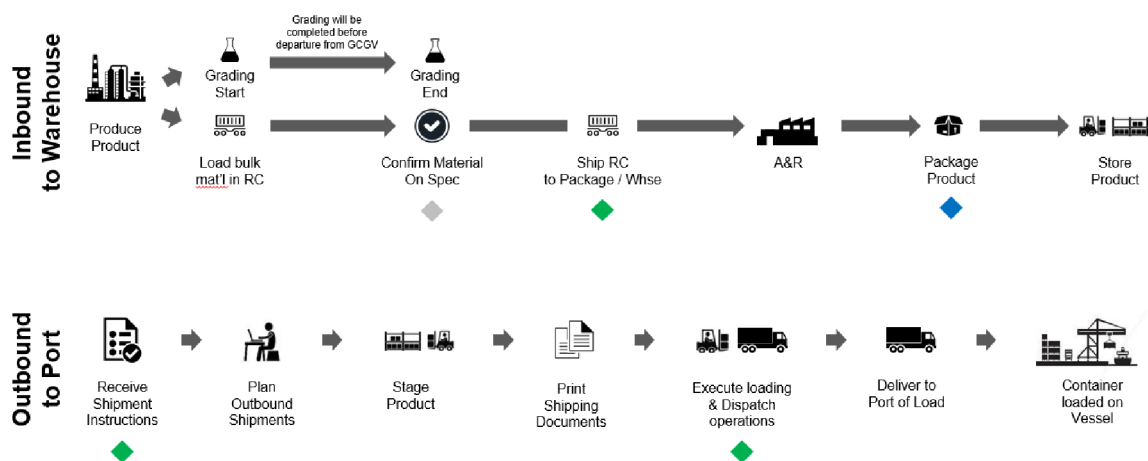 Inbound
to Warehouse
Grading will be
completed before
departure from GCGV
Produce
Product
Grading
Start
Grading
End
Load bulk
mat'l in RC
Confirm Material
On Spec
Ship RC
to Package / Whse
A&R
Package
Product
Store
Product
Outbound
to Port
Receive
Shipment
Instructions
Plan
Outbound
Shipments
Stage
Product
Print
Shipping
Documents
Execute loading
& Dispatch
operations
Deliver to
Port of Load
Container
loaded on
Vessel